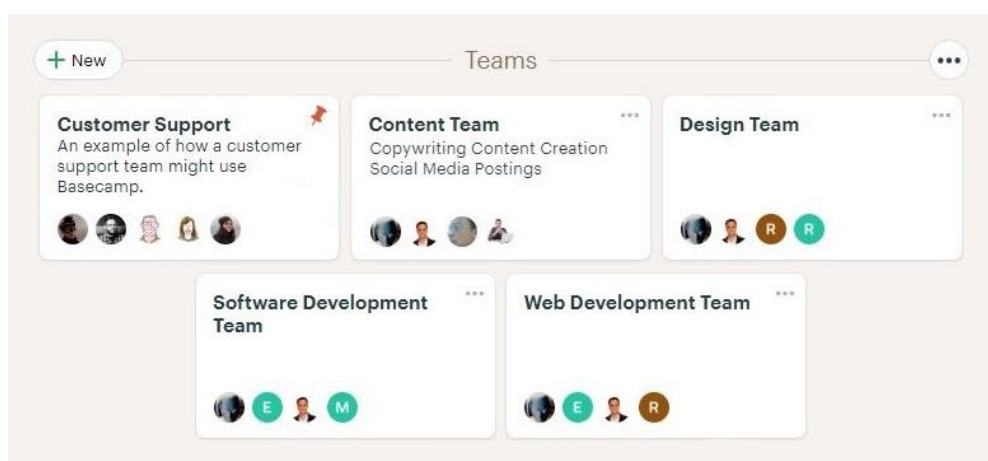 + New
Teams
•••
Customer Support
An example of how a customer
support team might use
Basecamp.
Content Team
Copywriting Content Creation
Social Media Postings
Design Team
R
R
Software Development
Team
E
M
Web Development Team
E
R